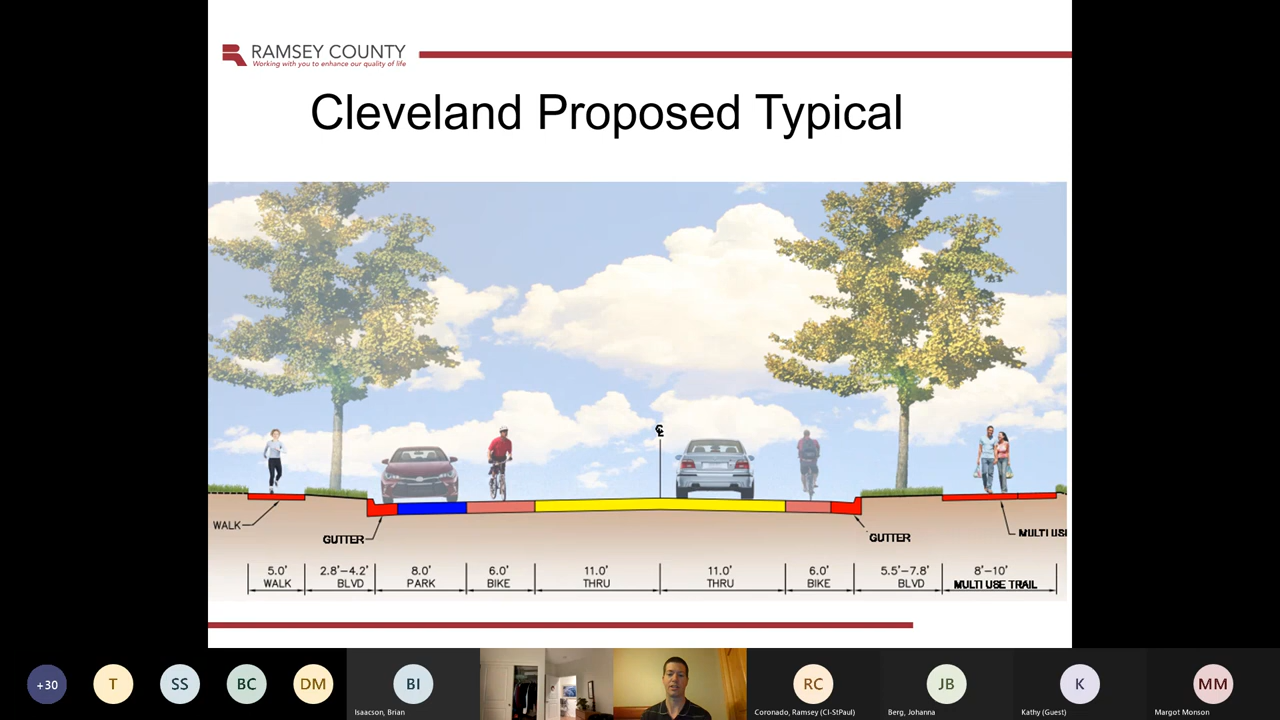 RAMSEY COUNTY
Working with you to enhance our quality of life
Cleveland Proposed Typical
℄
WALK
GUTTER
GUTTER
MULTI US
5.0' 2.8'–4.2' 8.0' 6.0' 11.0' 11.0' 6.0' 5.5'–7.8' 8'–10'
WALK BLVD PARK BIKE THRU THRU BIKE BLVD MULTI USE TRAIL
+30 T SS BC DM BI RC JB K MM
Isaacson, Brian Coronado, Ramsey (CI-StPaul) Berg, Johanna Kathy (Guest) Margot Monson